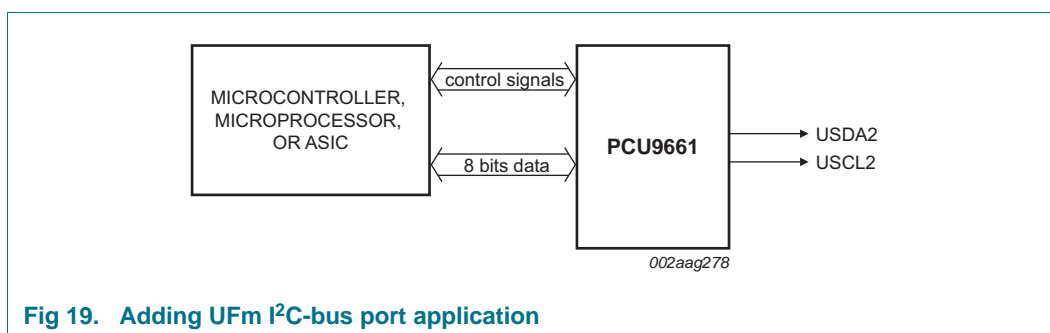 MICROCONTROLLER,
MICROPROCESSOR,
OR ASIC
control signals
8 bits data
PCU9661
USDA2
USCL2
002aag278
Fig 19. Adding UFm I²C-bus port application